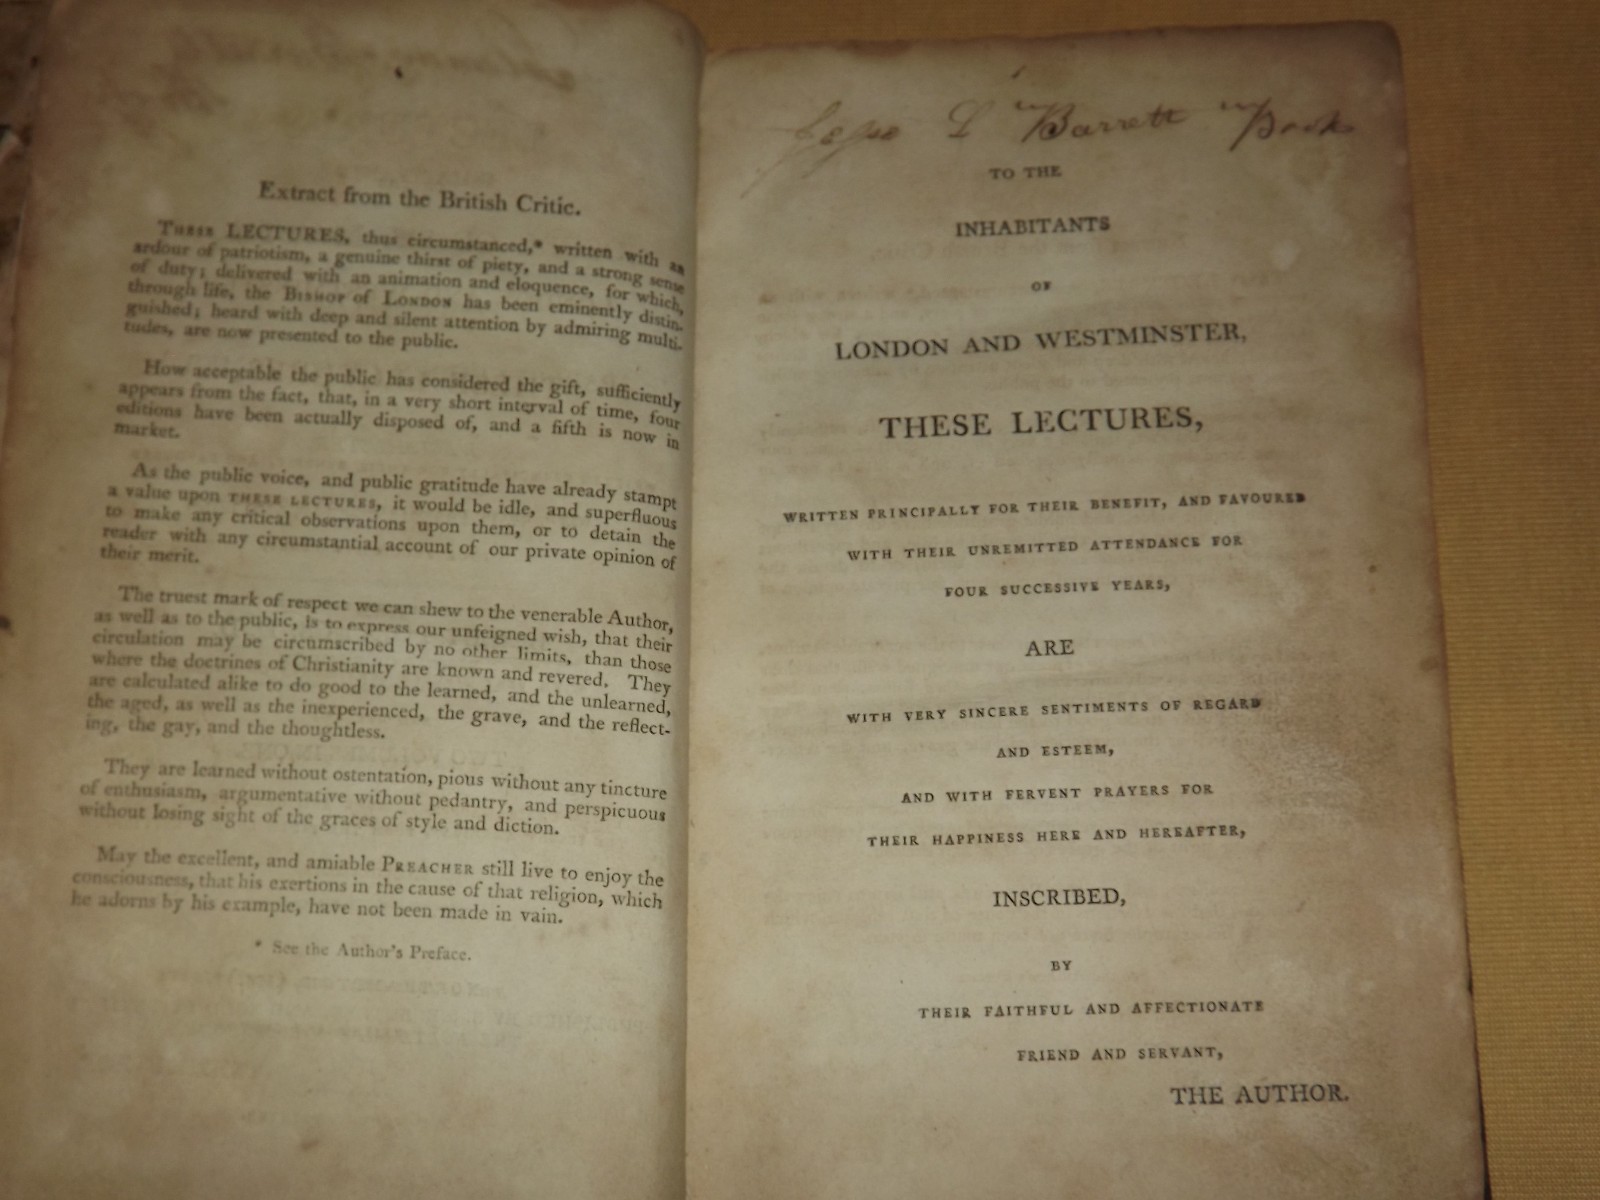 Extract from the British Critic.
These LECTURES, thus circumstanced,* written with an
ardour of patriotism, a genuine thirst of piety, and a strong sense
of duty; delivered with an animation and eloquence, for which,
through life, the BISHOP of LONDON has been eminently distin-
guished; heard with deep and silent attention by admiring multi-
tudes, are now presented to the public.
How acceptable the public has considered the gift, sufficiently
appears from the fact, that, in a very short interval of time, four
editions have been actually disposed of, and a fifth is now in
market.
As the public voice, and public gratitude have already stampt
a value upon THESE LECTURES, it would be idle, and superfluous
to make any critical observations upon them, or to detain the
reader with any circumstantial account of our private opinion of
their merit.
The truest mark of respect we can shew to the venerable Author,
as well as to the public, is to express our unfeigned wish, that their
circulation may be circumscribed by no other limits, than those
where the doctrines of Christianity are known and revered. They
are calculated alike to do good to the learned, and the unlearned,
the aged, as well as the inexperienced, the grave, and the reflect-
ing, the gay, and the thoughtless.
They are learned without ostentation, pious without any tincture
of enthusiasm, argumentative without pedantry, and perspicuous
without losing sight of the graces of style and diction.
May the excellent, and amiable PREACHER still live to enjoy the
consciousness, that his exertions in the cause of that religion, which
he adorns by his example, have not been made in vain.
* See the Author's Preface.
L Barrett Book
TO THE
INHABITANTS
OF
LONDON AND WESTMINSTER,
THESE LECTURES,
WRITTEN PRINCIPALLY FOR THEIR BENEFIT, AND FAVOURED
WITH THEIR UNREMITTED ATTENDANCE FOR
FOUR SUCCESSIVE YEARS,
ARE
WITH VERY SINCERE SENTIMENTS OF REGARD
AND ESTEEM,
AND WITH FERVENT PRAYERS FOR
THEIR HAPPINESS HERE AND HEREAFTER,
INSCRIBED,
BY
THEIR FAITHFUL AND AFFECTIONATE
FRIEND AND SERVANT,
THE AUTHOR.